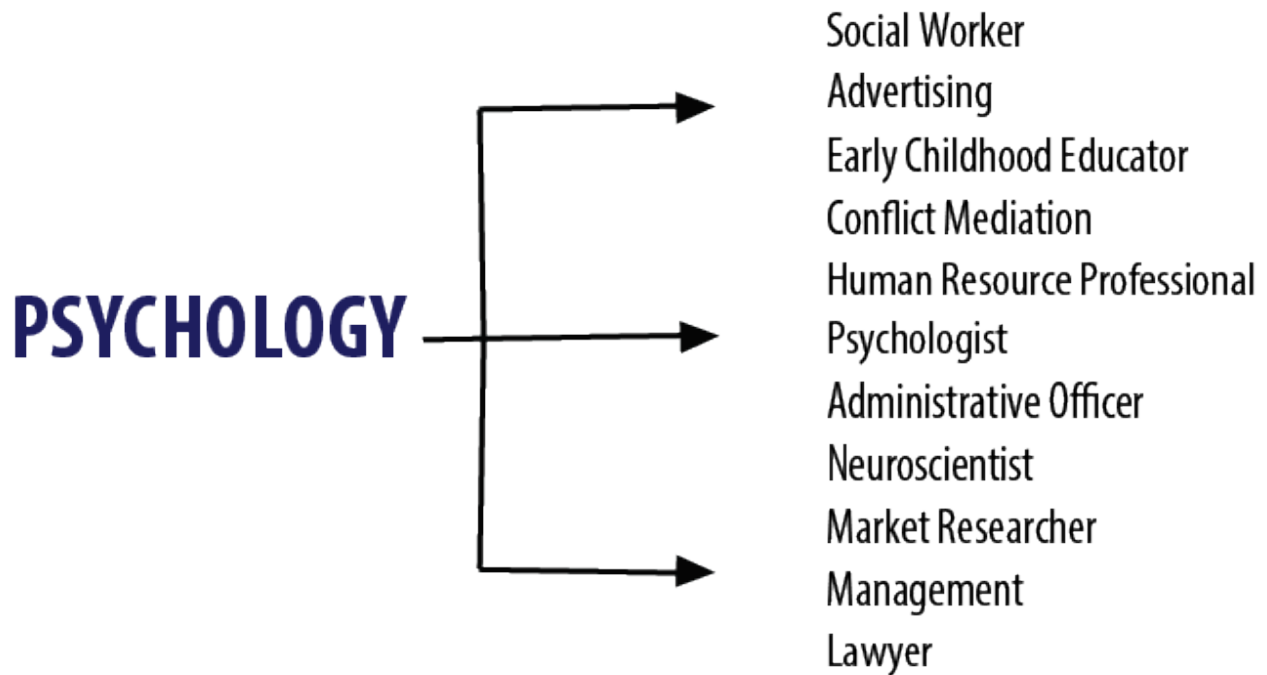 PSYCHOLOGY
Social Worker
Advertising
Early Childhood Educator
Conflict Mediation
Human Resource Professional
Psychologist
Administrative Officer
Neuroscientist
Market Researcher
Management
Lawyer